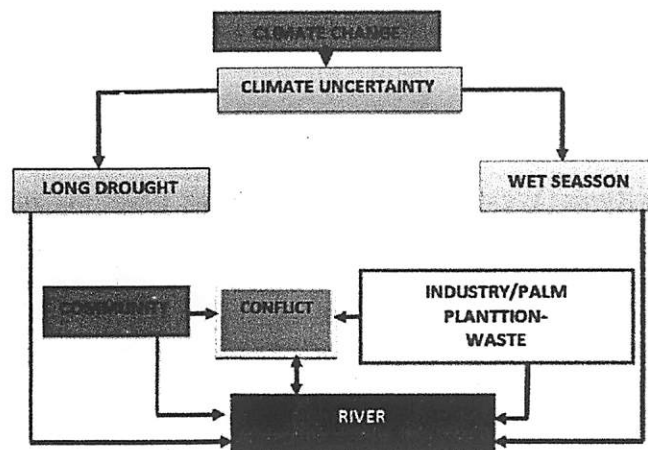 CLIMATE CHANGE
CLIMATE UNCERTAINTY
LONG DROUGHT
WET SEASSON
COMMUNITY
CONFLICT
INDUSTRY/PALM
PLANTTION-
WASTE
RIVER